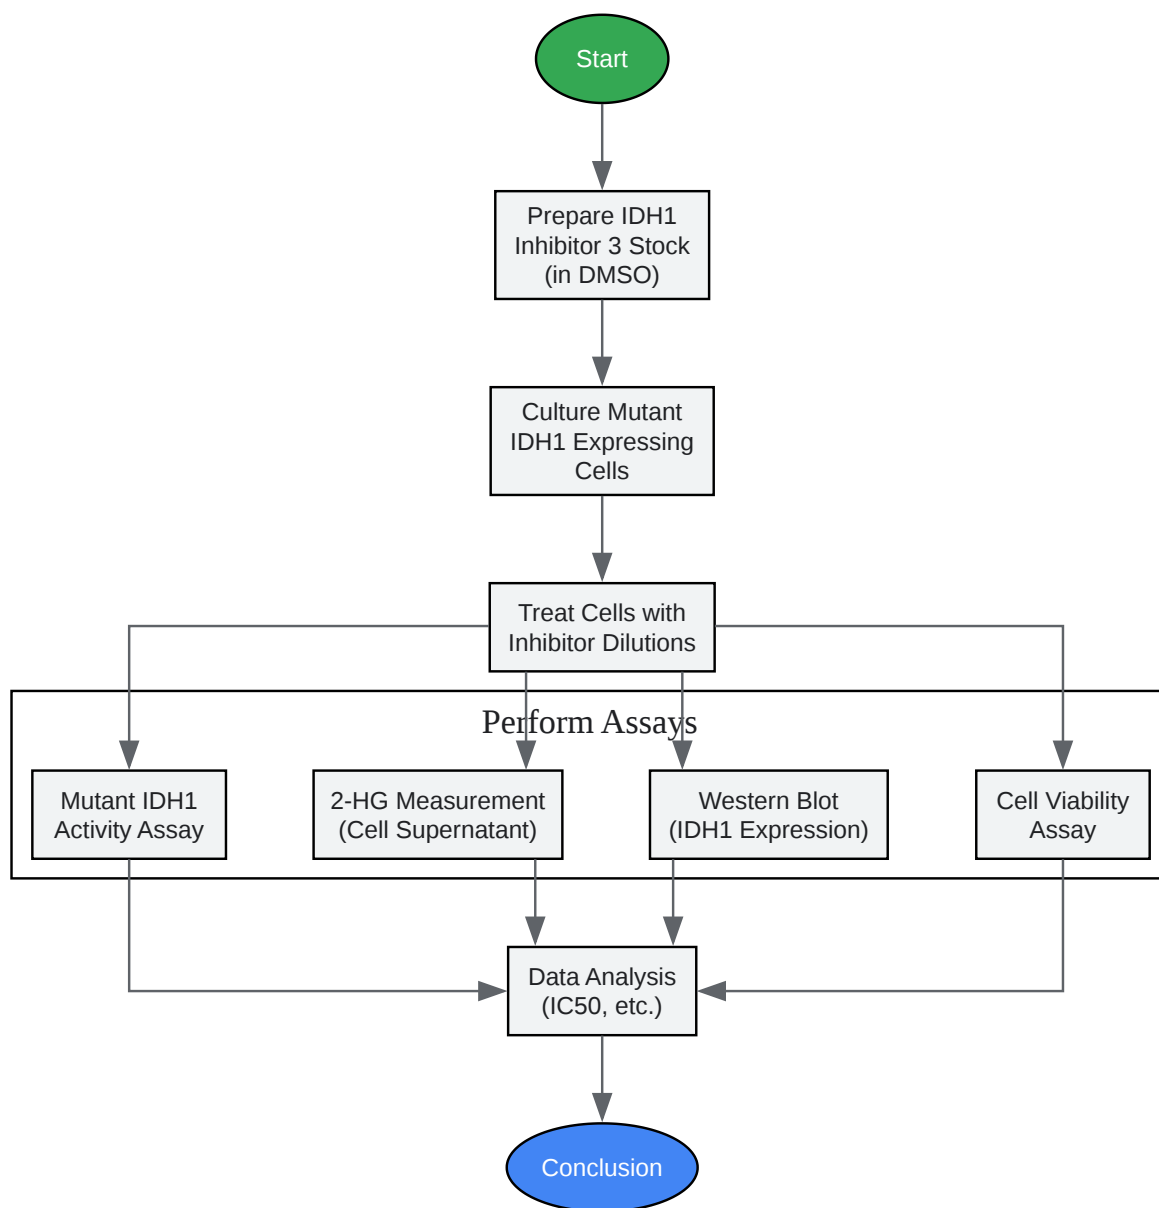 Start
Prepare IDH1
Inhibitor 3 Stock
(in DMSO)
Culture Mutant
IDH1 Expressing
Cells
Treat Cells with
Inhibitor Dilutions
Perform Assays
Mutant IDH1
Activity Assay
2-HG Measurement
(Cell Supernatant)
Western Blot
(IDH1 Expression)
Cell Viability
Assay
Data Analysis
(IC50, etc.)
Conclusion